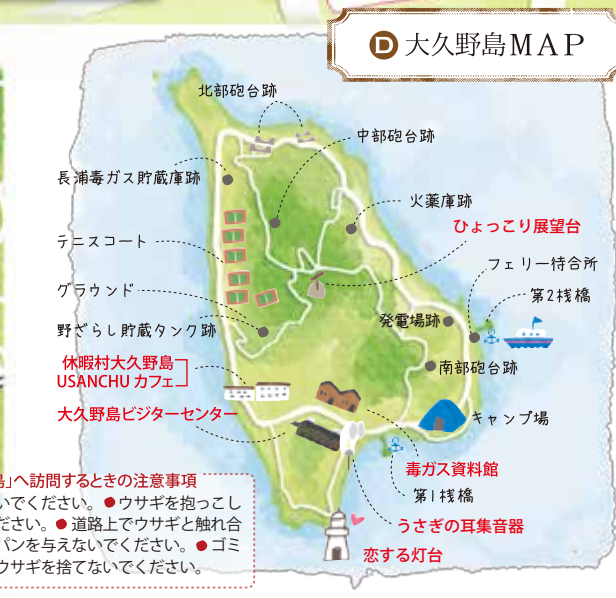 D 大久野島MAP
北部砲台跡
中部砲台跡
長浦毒ガス貯蔵庫跡
火薬庫跡
ひょっこり展望台
テニスコート
フェリー待合所
グラウンド
第2桟橋
発電場跡
野ざらし貯蔵タンク跡
休暇村大久野島
USANCHU カフェ
南部砲台跡
大久野島ビジターセンター
キャンプ場
毒ガス資料館
第1桟橋
うさぎの耳集音器
恋する灯台
島」へ訪問するときの注意事項
いでください。●ウサギを抱っこし
ださい。●道路上でウサギと触れ合
パンを与えないでください。●ゴミ
ウサギを捨てないでください。